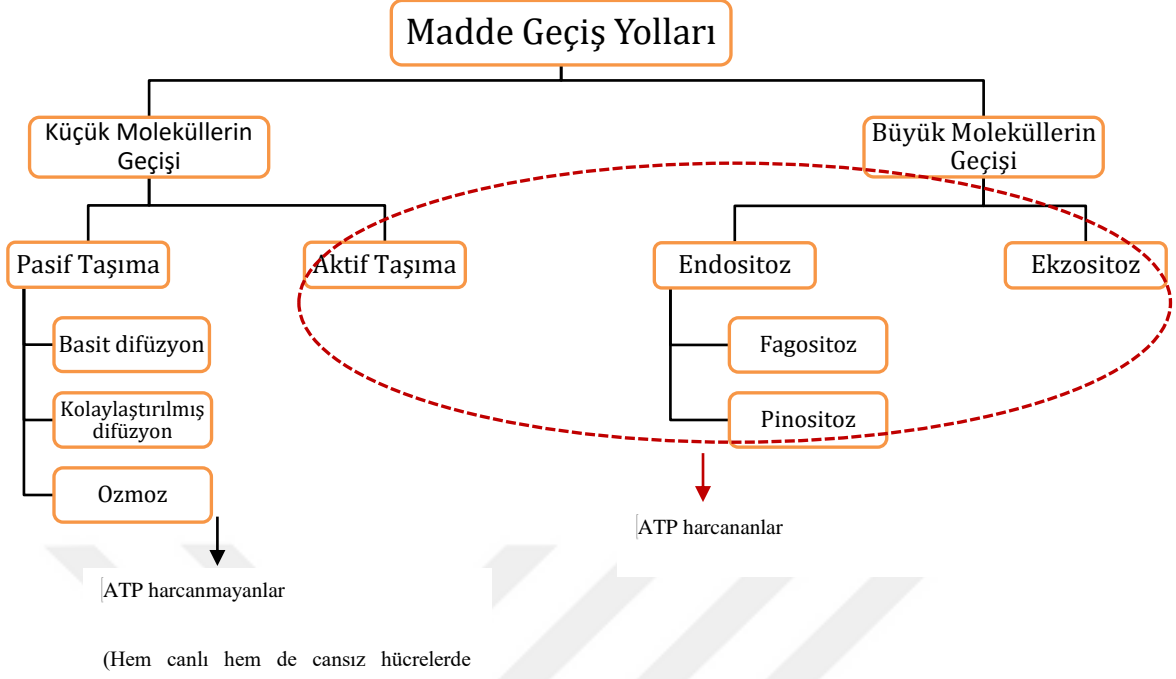 Madde Geçiş Yolları
Küçük Moleküllerin
Geçişi
Büyük Moleküllerin
Geçişi
Pasif Taşıma
Aktif Taşıma
Endositoz
Ekzositoz
Basit difüzyon
Fagositoz
Kolaylaştırılmış
difüzyon
Pinositoz
Ozmoz
ATP harcananlar
ATP harcanmayanlar
(Hem canlı hem de cansız hücrelerde